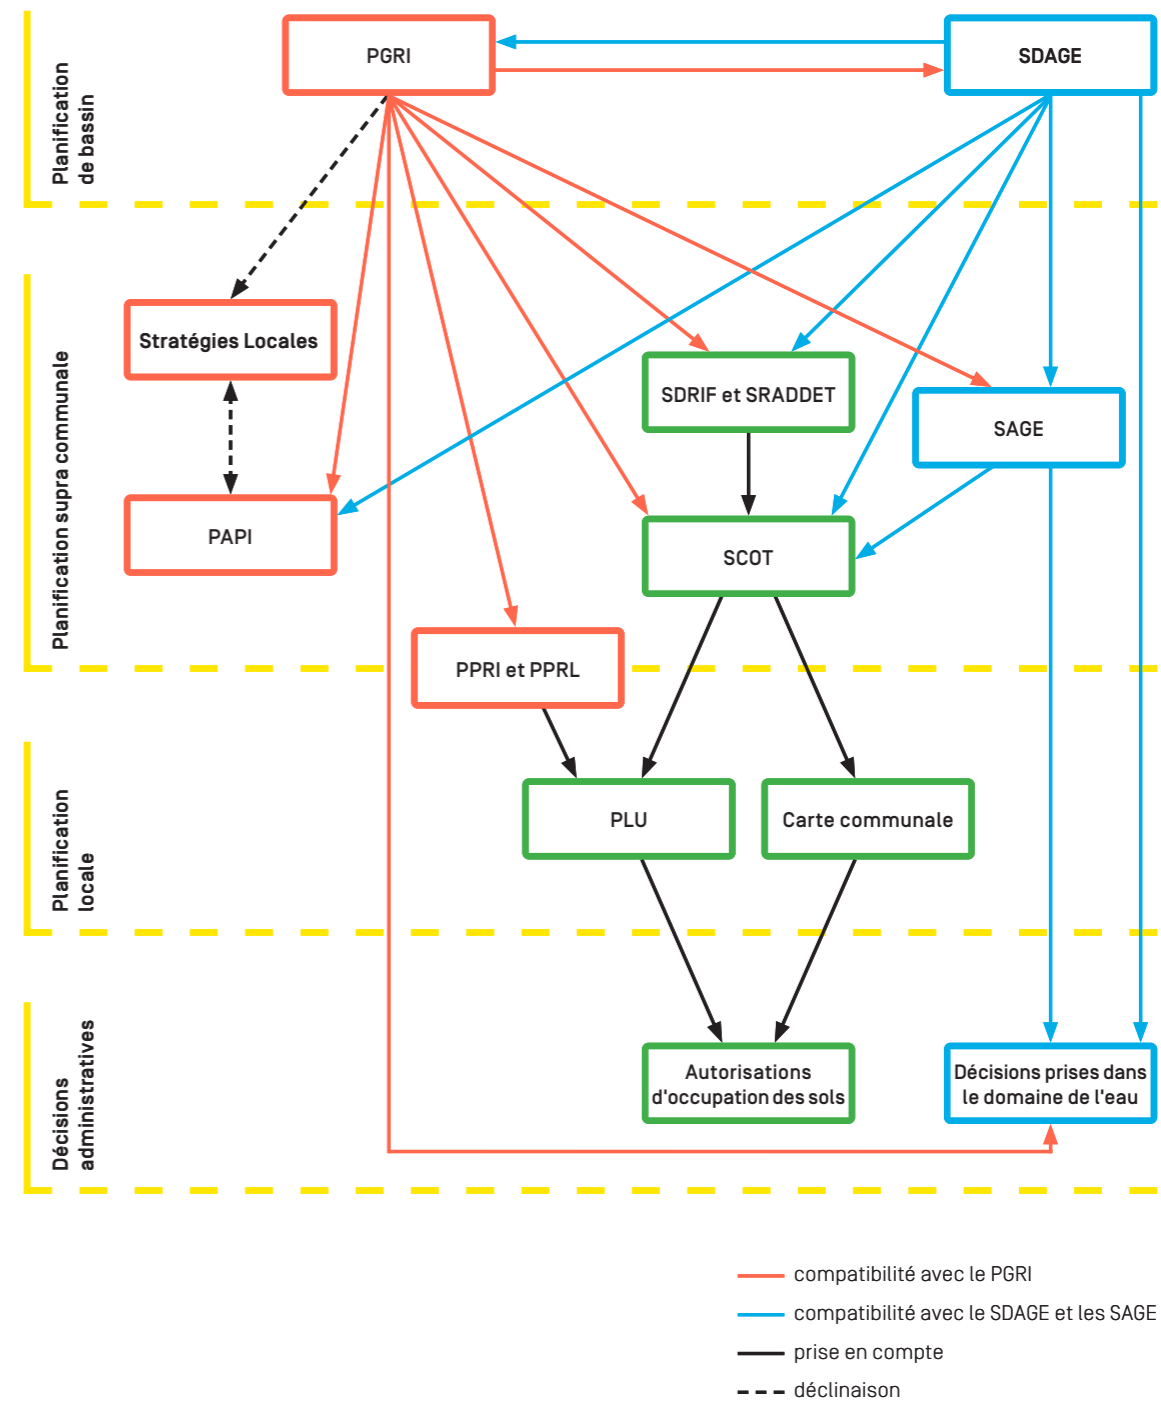 Planification
de bassin
PGRI
SDAGE
Planification supra communale
Stratégies Locales
SDRIF et SRADDET
SAGE
PAPI
SCOT
PPRI et PPRL
Planification
locale
PLU
Carte communale
Décisions
administratives
Autorisations
d'occupation des sols
Décisions prises dans
le domaine de l'eau
compatibilité avec le PGRI
compatibilité avec le SDAGE et les SAGE
prise en compte
déclinaison